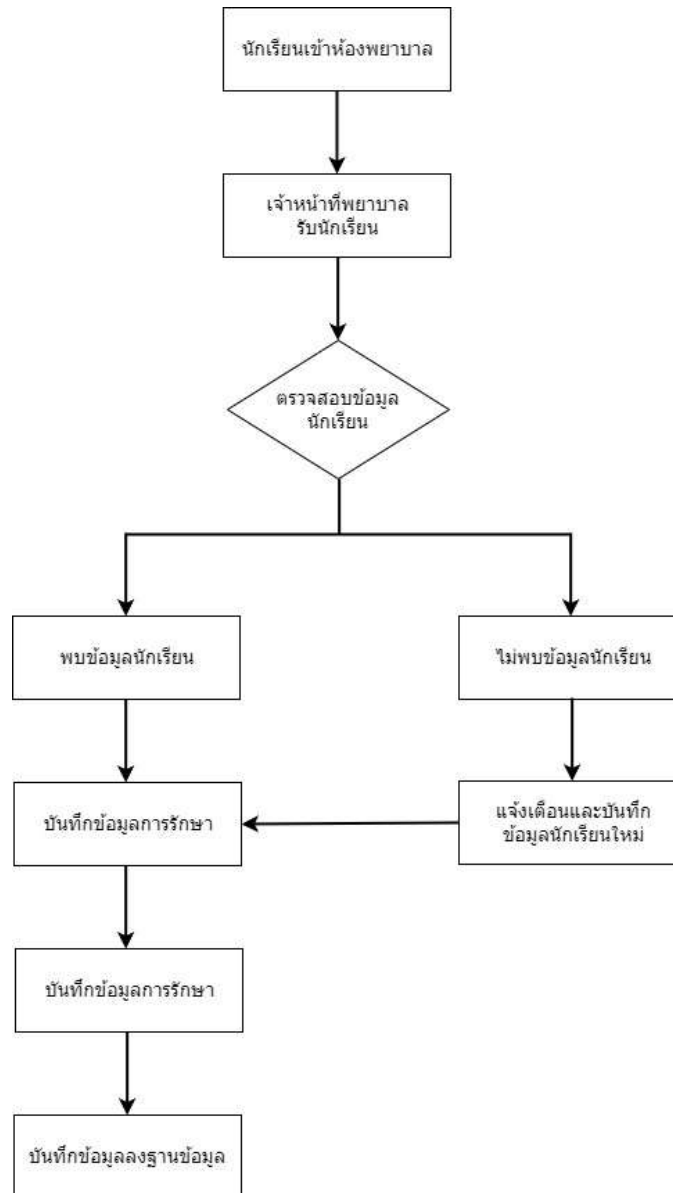 นักเรียนเข้าห้องพยาบาล
เจ้าหน้าที่พยาบาล
รับนักเรียน
ตรวจสอบข้อมูล
นักเรียน
พบข้อมูลนักเรียน
ไม่พบข้อมูลนักเรียน
บันทึกข้อมูลการรักษา
แจ้งเตือนและบันทึก
ข้อมูลนักเรียนใหม่
บันทึกข้อมูลการรักษา
บันทึกข้อมูลลงฐานข้อมูล